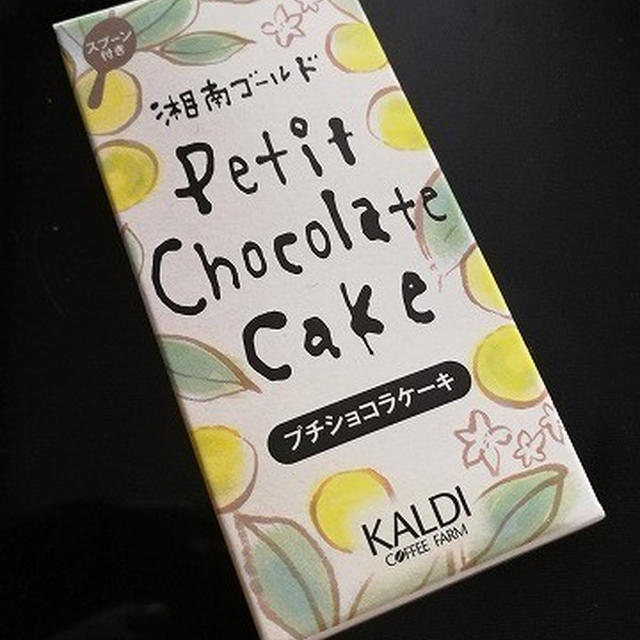 スプーン
付き
湘南ゴールド
Petit
Chocolate
Cake
プチショコラケーキ
KALDI
COFFEE FARM